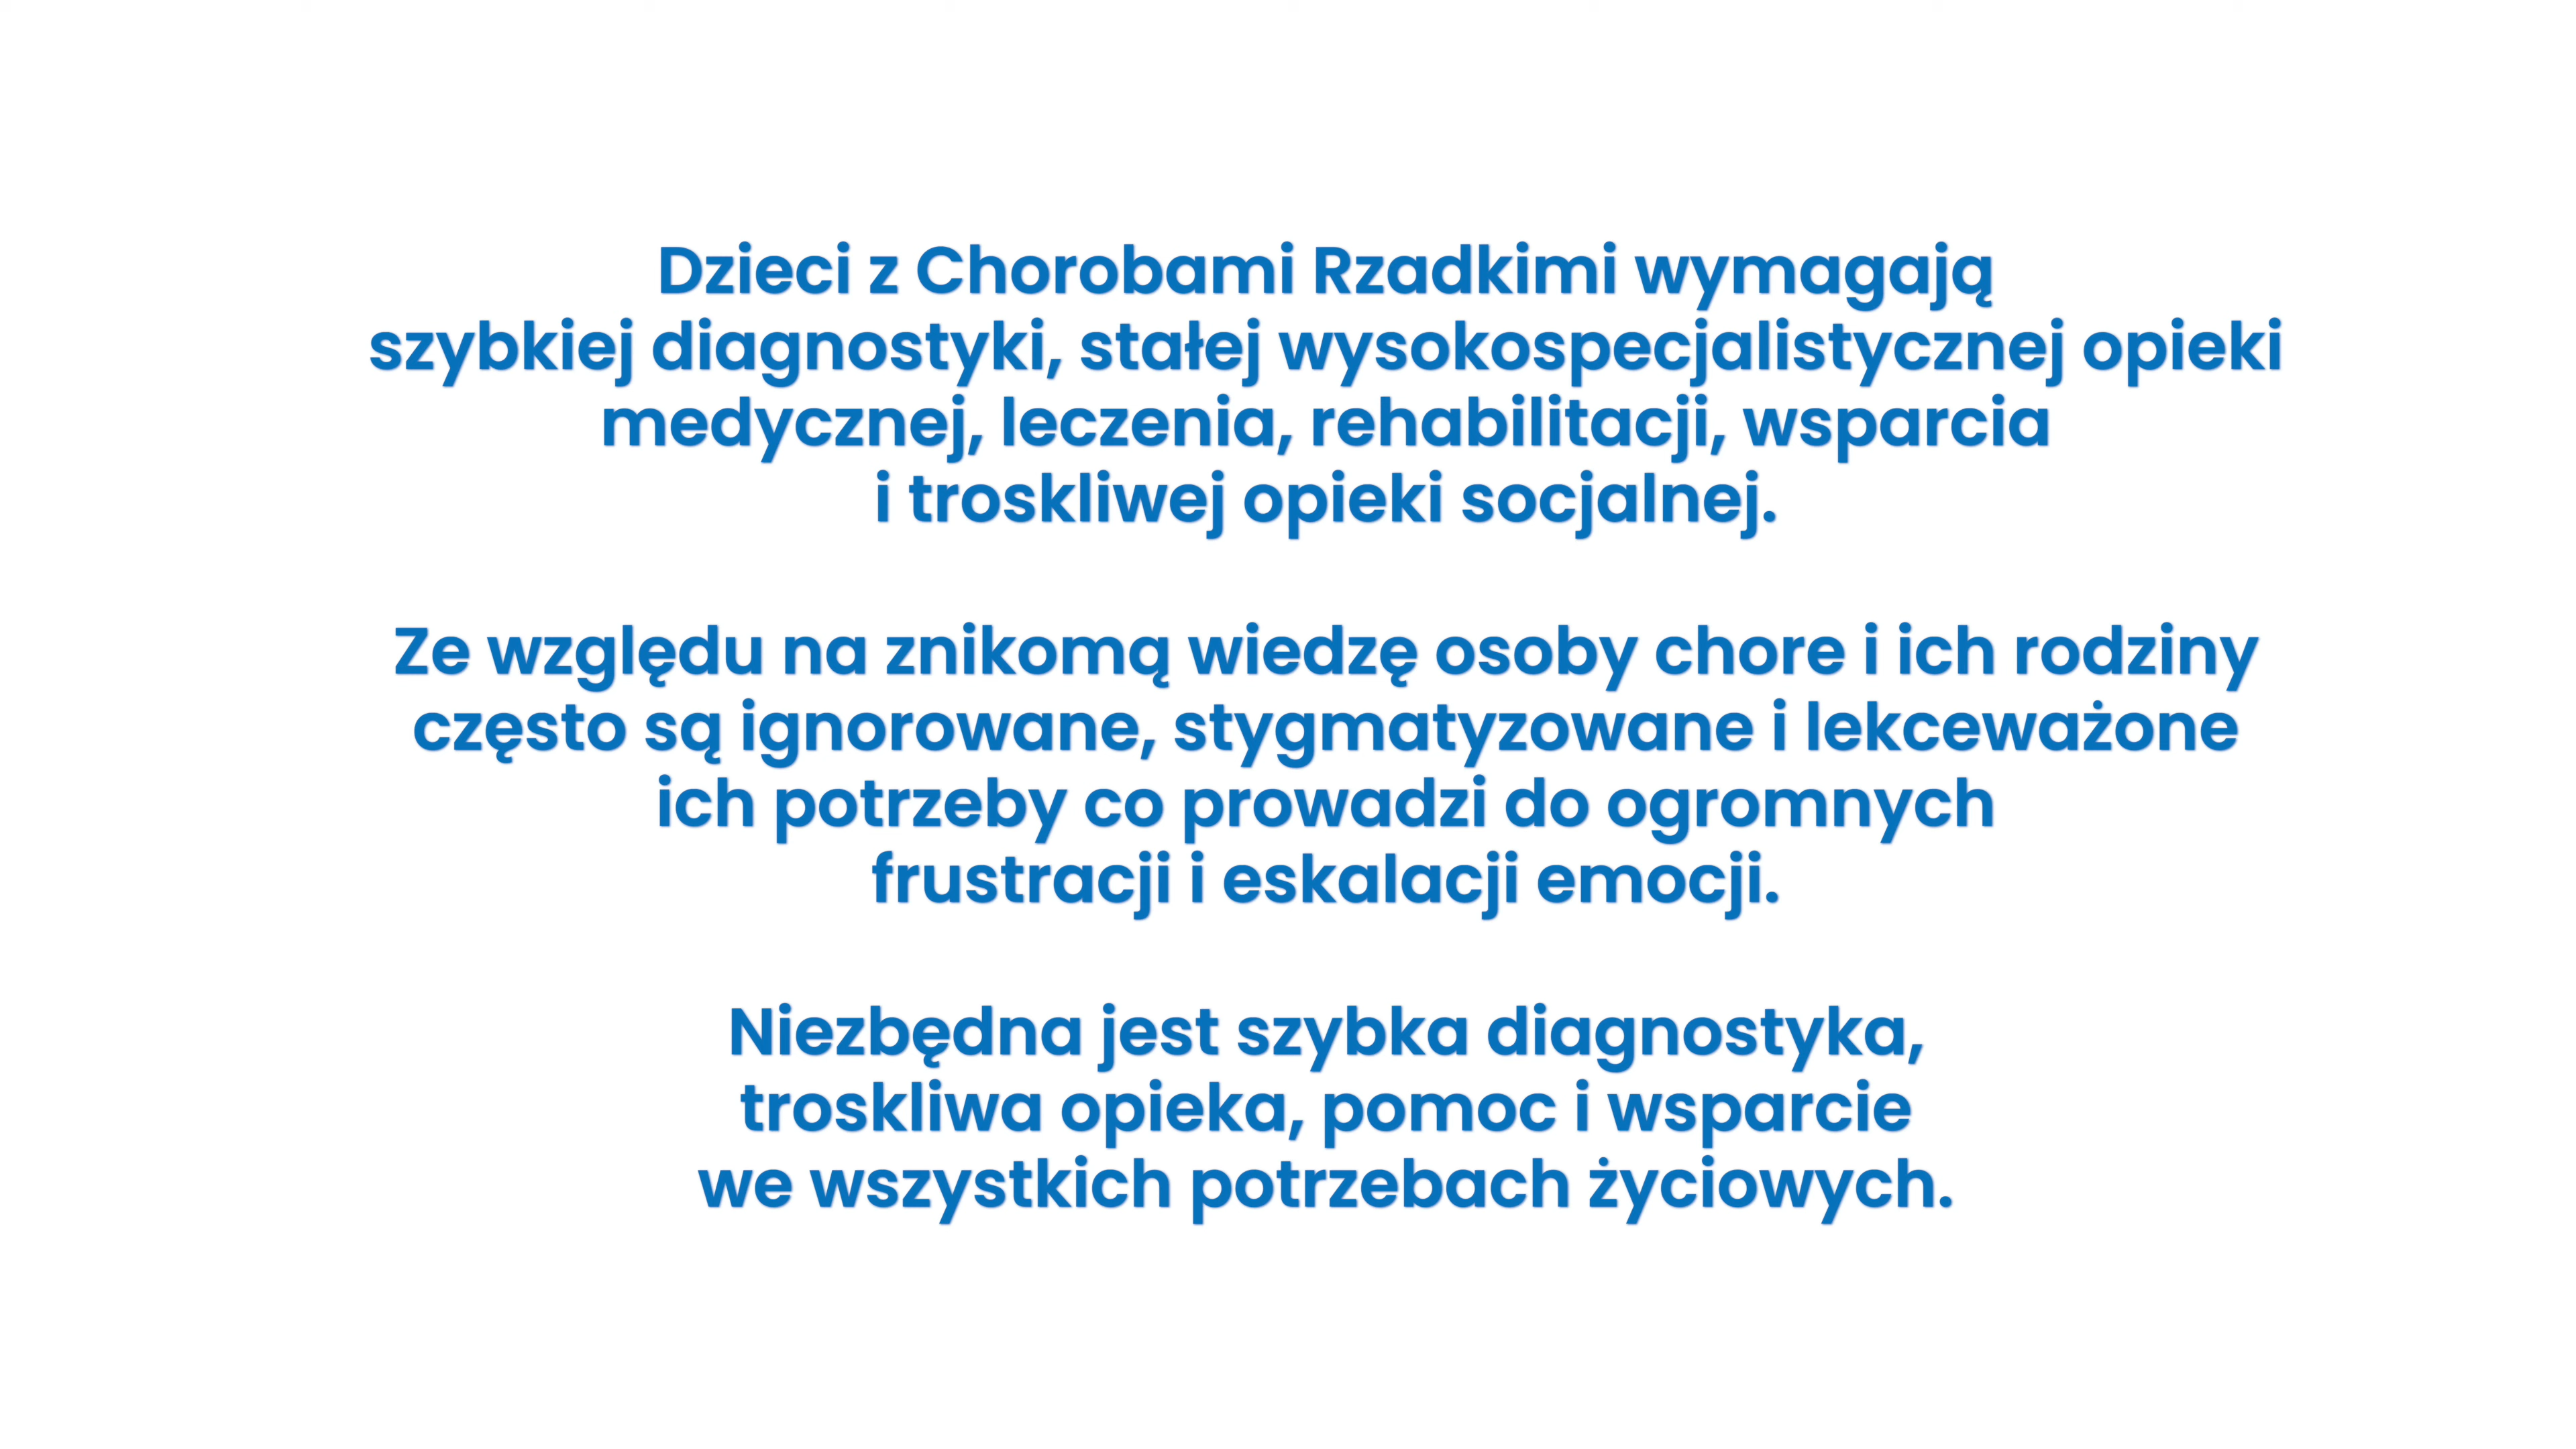 Dzieci z Chorobami Rzadkimi wymagają
szybkiej diagnostyki, stałej wysokospecjalistycznej opieki
medycznej, leczenia, rehabilitacji, wsparcia
i troskliwej opieki socjalnej.
Ze względu na znikomą wiedzę osoby chore i ich rodziny
często są ignorowane, stygmatyzowane i lekceważone
ich potrzeby co prowadzi do ogromnych
frustracji i eskalacji emocji.
Niezbędna jest szybka diagnostyka,
troskliwa opieka, pomoc i wsparcie
we wszystkich potrzebach życiowych.